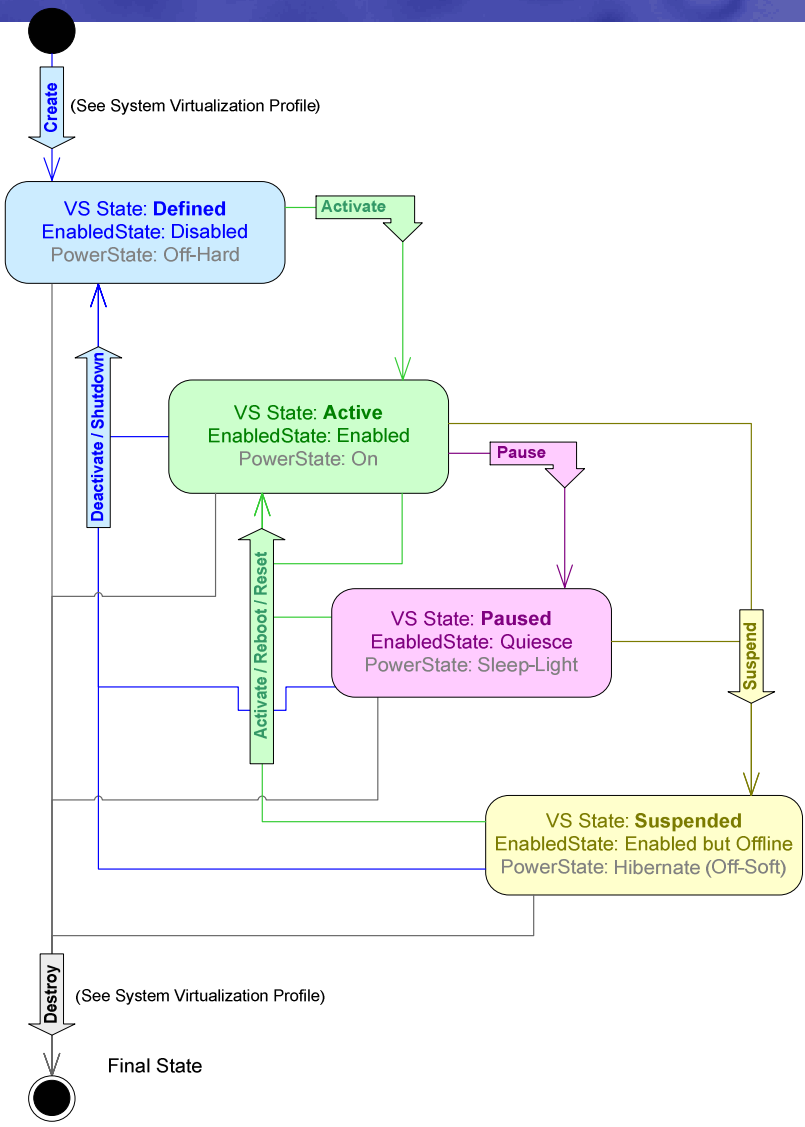 Create
(See System Virtualization Profile)
VS State: Defined
EnabledState: Disabled
PowerState: Off-Hard
Activate
Deactivate / Shutdown
VS State: Active
EnabledState: Enabled
PowerState: On
Pause
Activate / Reboot / Reset
VS State: Paused
EnabledState: Quiesce
PowerState: Sleep-Light
Suspend
VS State: Suspended
EnabledState: Enabled but Offline
PowerState: Hibernate (Off-Soft)
Destroy
(See System Virtualization Profile)
Final State